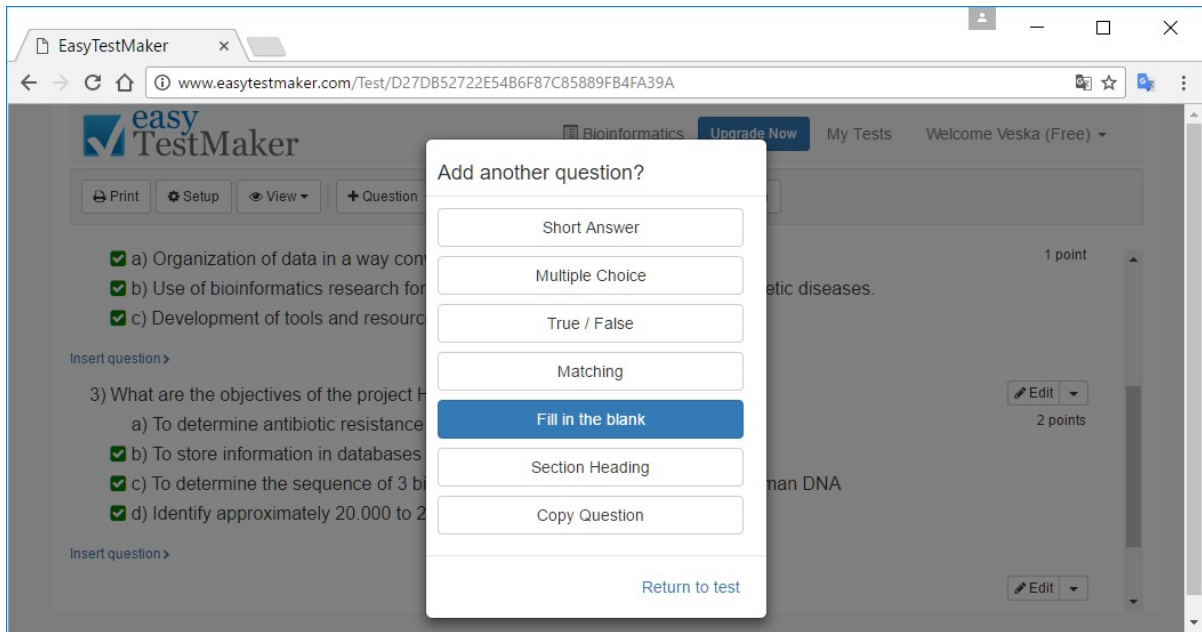 EasyTestMaker
www.easytestmaker.com/Test/D27DB52722E54B6F87C85889FB4FA39A
easy
TestMaker
Bioinformatics Upgrade Now My Tests Welcome Veska (Free)
Print Setup View + Question
Add another question?
Short Answer
Multiple Choice
True / False
Matching
Fill in the blank
Section Heading
Copy Question
Return to test
a) Organization of data in a way 1 point
b) Use of bioinformatics research for etic diseases.
c) Development of tools and
Insert question
3) What are the objectives of the project Edit
a) To determine antibiotic resistance 2 points
b) To store information in databases
c) To determine the sequence of 3 man DNA
d) Identify approximately 20.000 to
Insert question
Edit